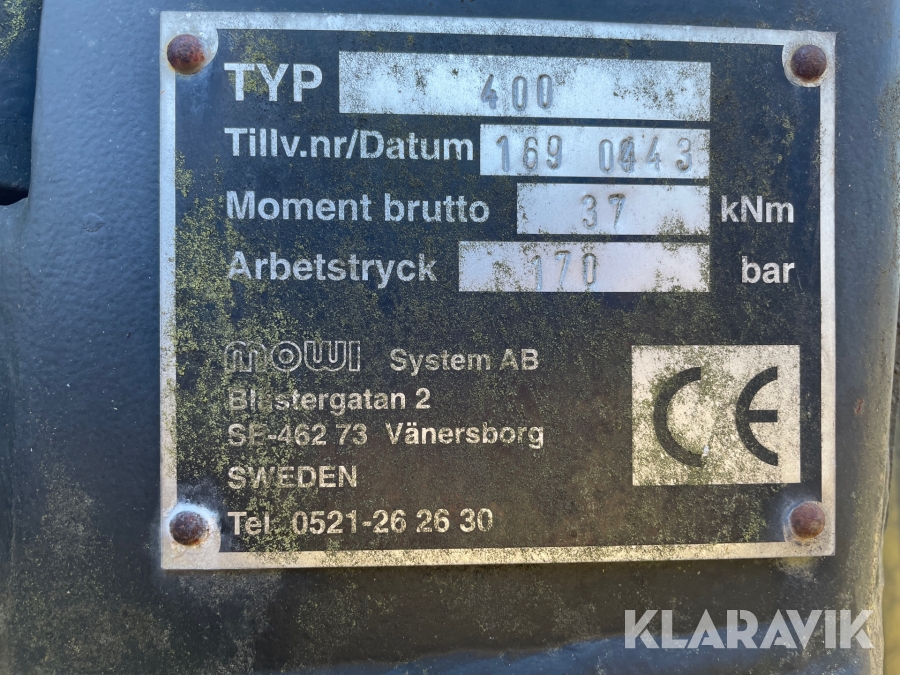 TYP 400
Tillv.nr/Datum 169 0443
Moment brutto 37 kNm
Arbetstryck 170 bar
mowi System AB
Blåstergatan 2
SE-462 73 Vänersborg
SWEDEN
Tel. 0521-26 26 30
CE
KLARAVIK